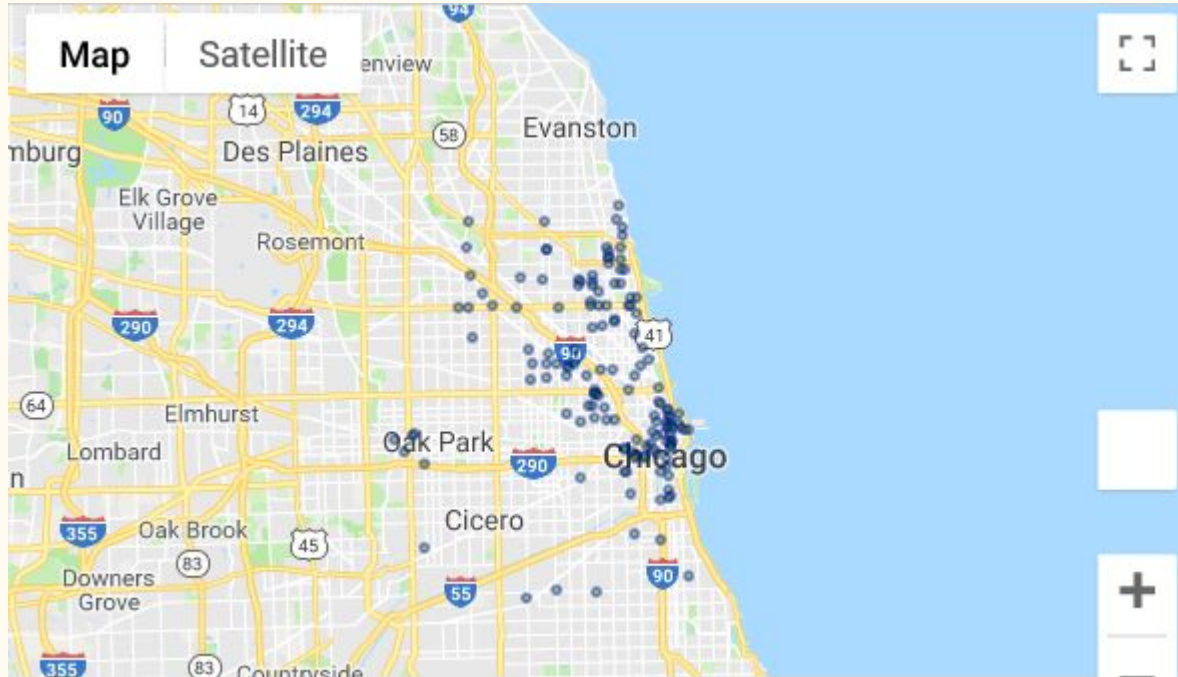 94
Map
Satellite
enview
90
14
294
58
Evanston
mburg
Des Plaines
Elk Grove
Village
Rosemont
290
294
41
90
64
Elmhurst
Oak Park
Lombard
290
Chicago
n
355
Oak Brook
45
Cicero
83
Downers
Grove
55
90
355
83
Countryside